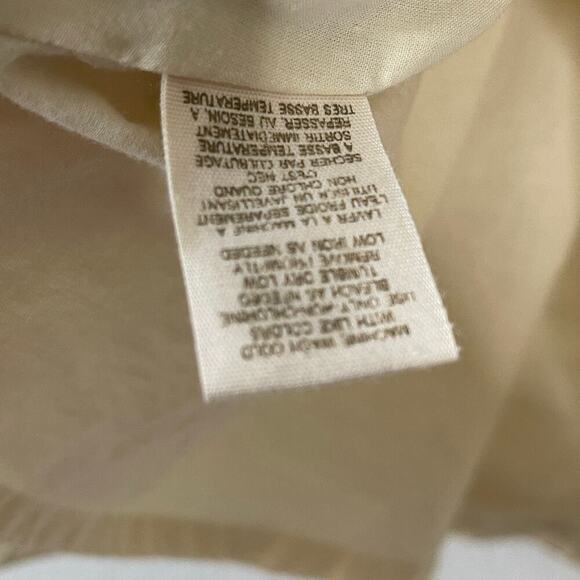 MACHINE WASH COLD
WITH LIKE COLORS
USE ONLY NON-CHLORINE
BLEACH AS NEEDED
TUMBLE DRY LOW
REMOVE PROMPTLY
LOW IRON AS NEEDED
LAVER A LA MACHINE A
L'EAU FROIDE SEPAREMENT
UTILISER UN JAVELLISANT
NON CHLORE QUAND
C'EST NEC
SECHER PAR CULBUTAGE
A BASSE TEMPERATURE
SORTIR IMMEDIATEMENT
REPASSER, AU BESOIN, A
TRES BASSE TEMPERATURE